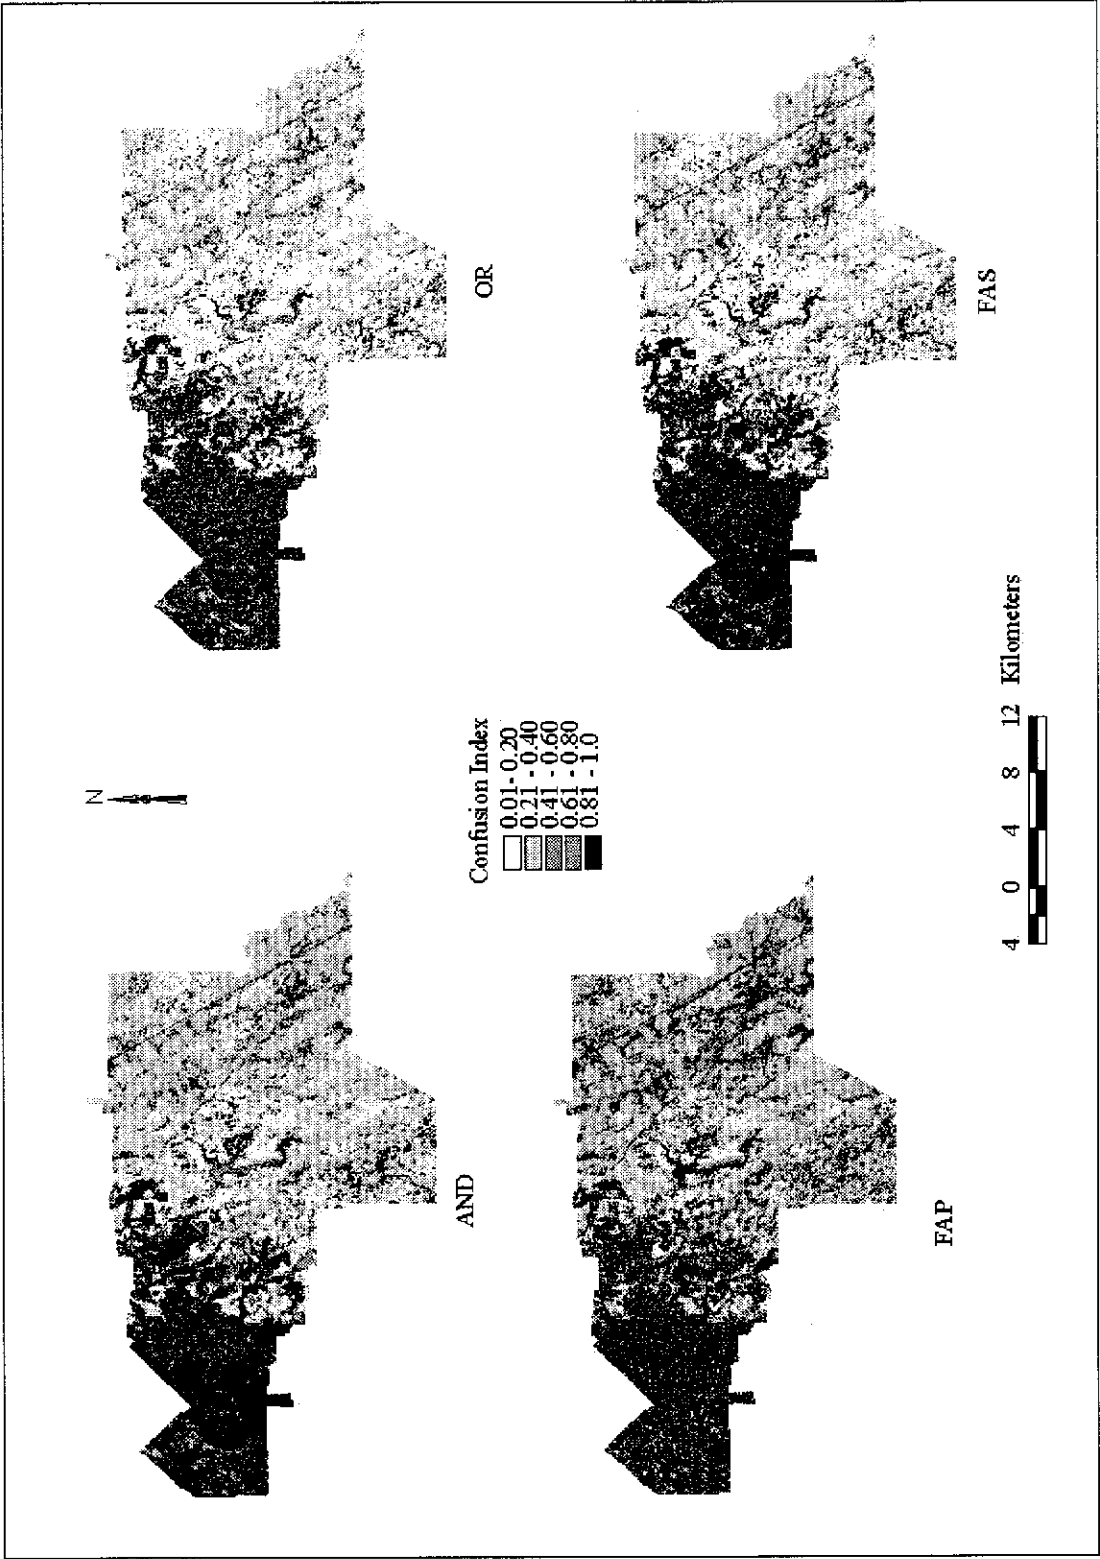 N
AND
OR
Confusion Index
0.01- 0.20
0.21 - 0.40
0.41 - 0.60
0.61 - 0.80
0.81 - 1.0
FAP
FAS
4 0 4 8 12 Kilometers